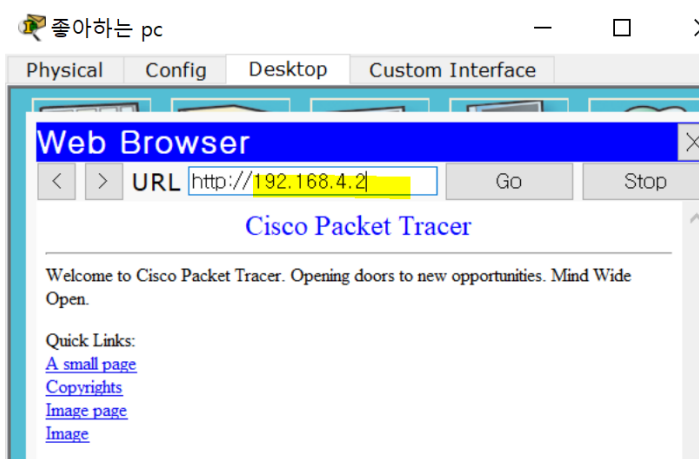 좋아하는 pc
Physical Config Desktop Custom Interface
Web Browser
< > URL http://192.168.4.2 Go Stop
Cisco Packet Tracer
Welcome to Cisco Packet Tracer. Opening doors to new opportunities. Mind Wide
Open.
Quick Links:
A small page
Copyrights
Image page
Image